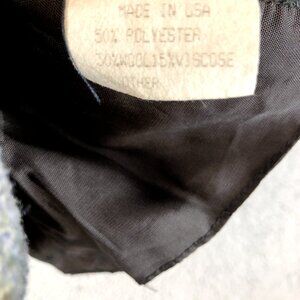 MADE IN USA
50% POLYESTER
30%WOOL15%VISCOSE
OTHER